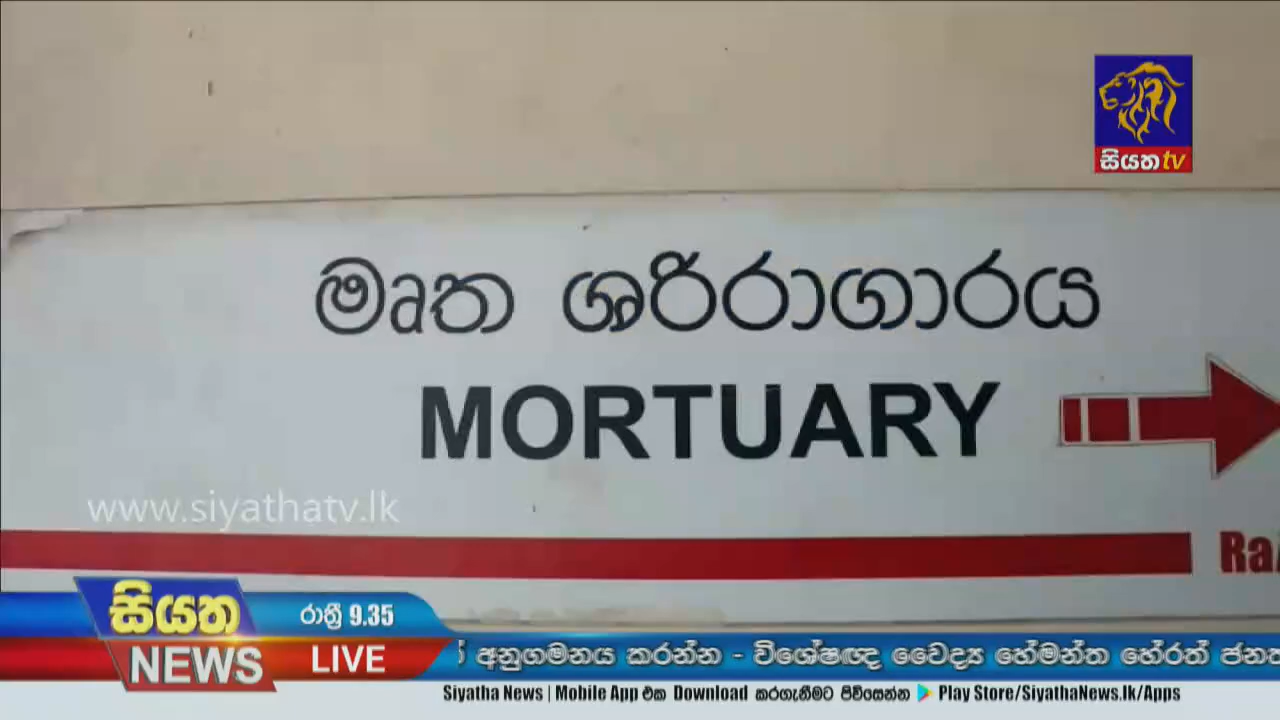 සියත tv
මෘත ශරීරාගාරය
MORTUARY
www.siyathatv.lk
සියත
NEWS
රාත්‍රී 9.35
LIVE
අනුගමනය කරන්න - විශේෂඥ වෛද්‍ය හේමන්ත හේරත්
Siyatha News | Mobile App එක Download කරගැනීමට පිවිසෙන්න Play Store/SiyathaNews.lk/Apps